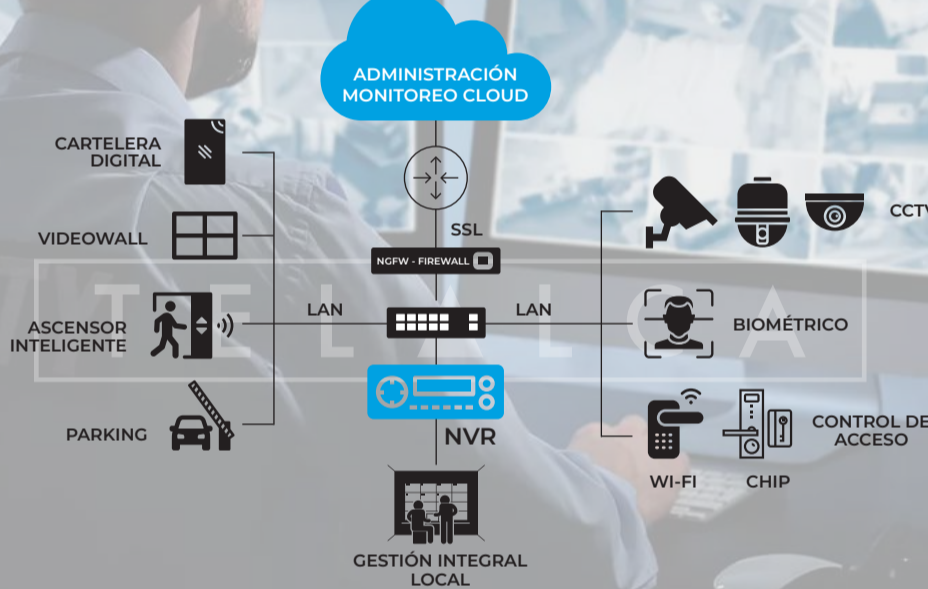 ADMINISTRACIÓN
MONITOREO CLOUD
CARTELERA
DIGITAL
SSL
CCTV
VIDEOWALL
NGFW - FIREWALL
LAN
LAN
ASCENSOR
INTELIGENTE
BIOMÉTRICO
TELALCA
PARKING
NVR
CONTROL DE
ACCESO
WI-FI
CHIP
GESTIÓN INTEGRAL
LOCAL